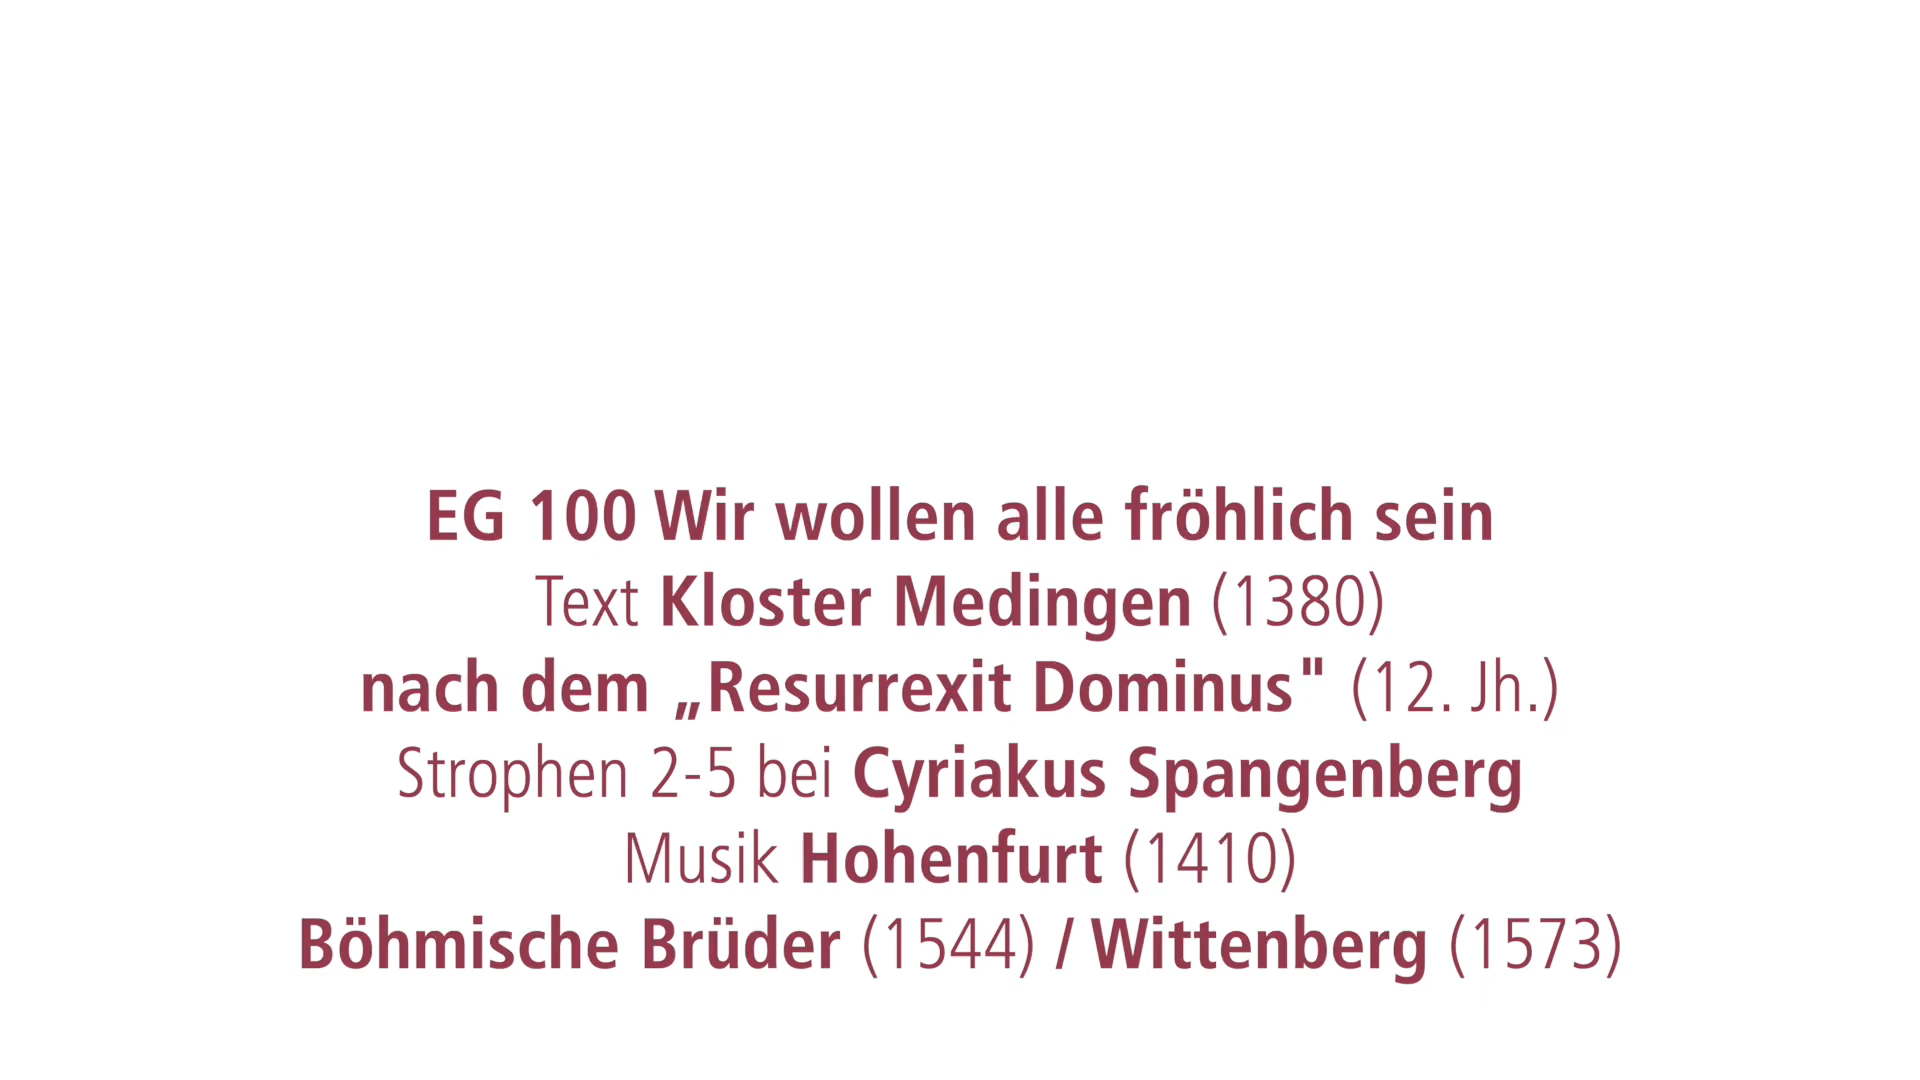 EG 100 Wir wollen alle fröhlich sein
Text Kloster Medingen (1380)
nach dem „Resurrexit Dominus" (12. Jh.)
Strophen 2-5 bei Cyriakus Spangenberg
Musik Hohenfurt (1410)
Böhmische Brüder (1544) / Wittenberg (1573)